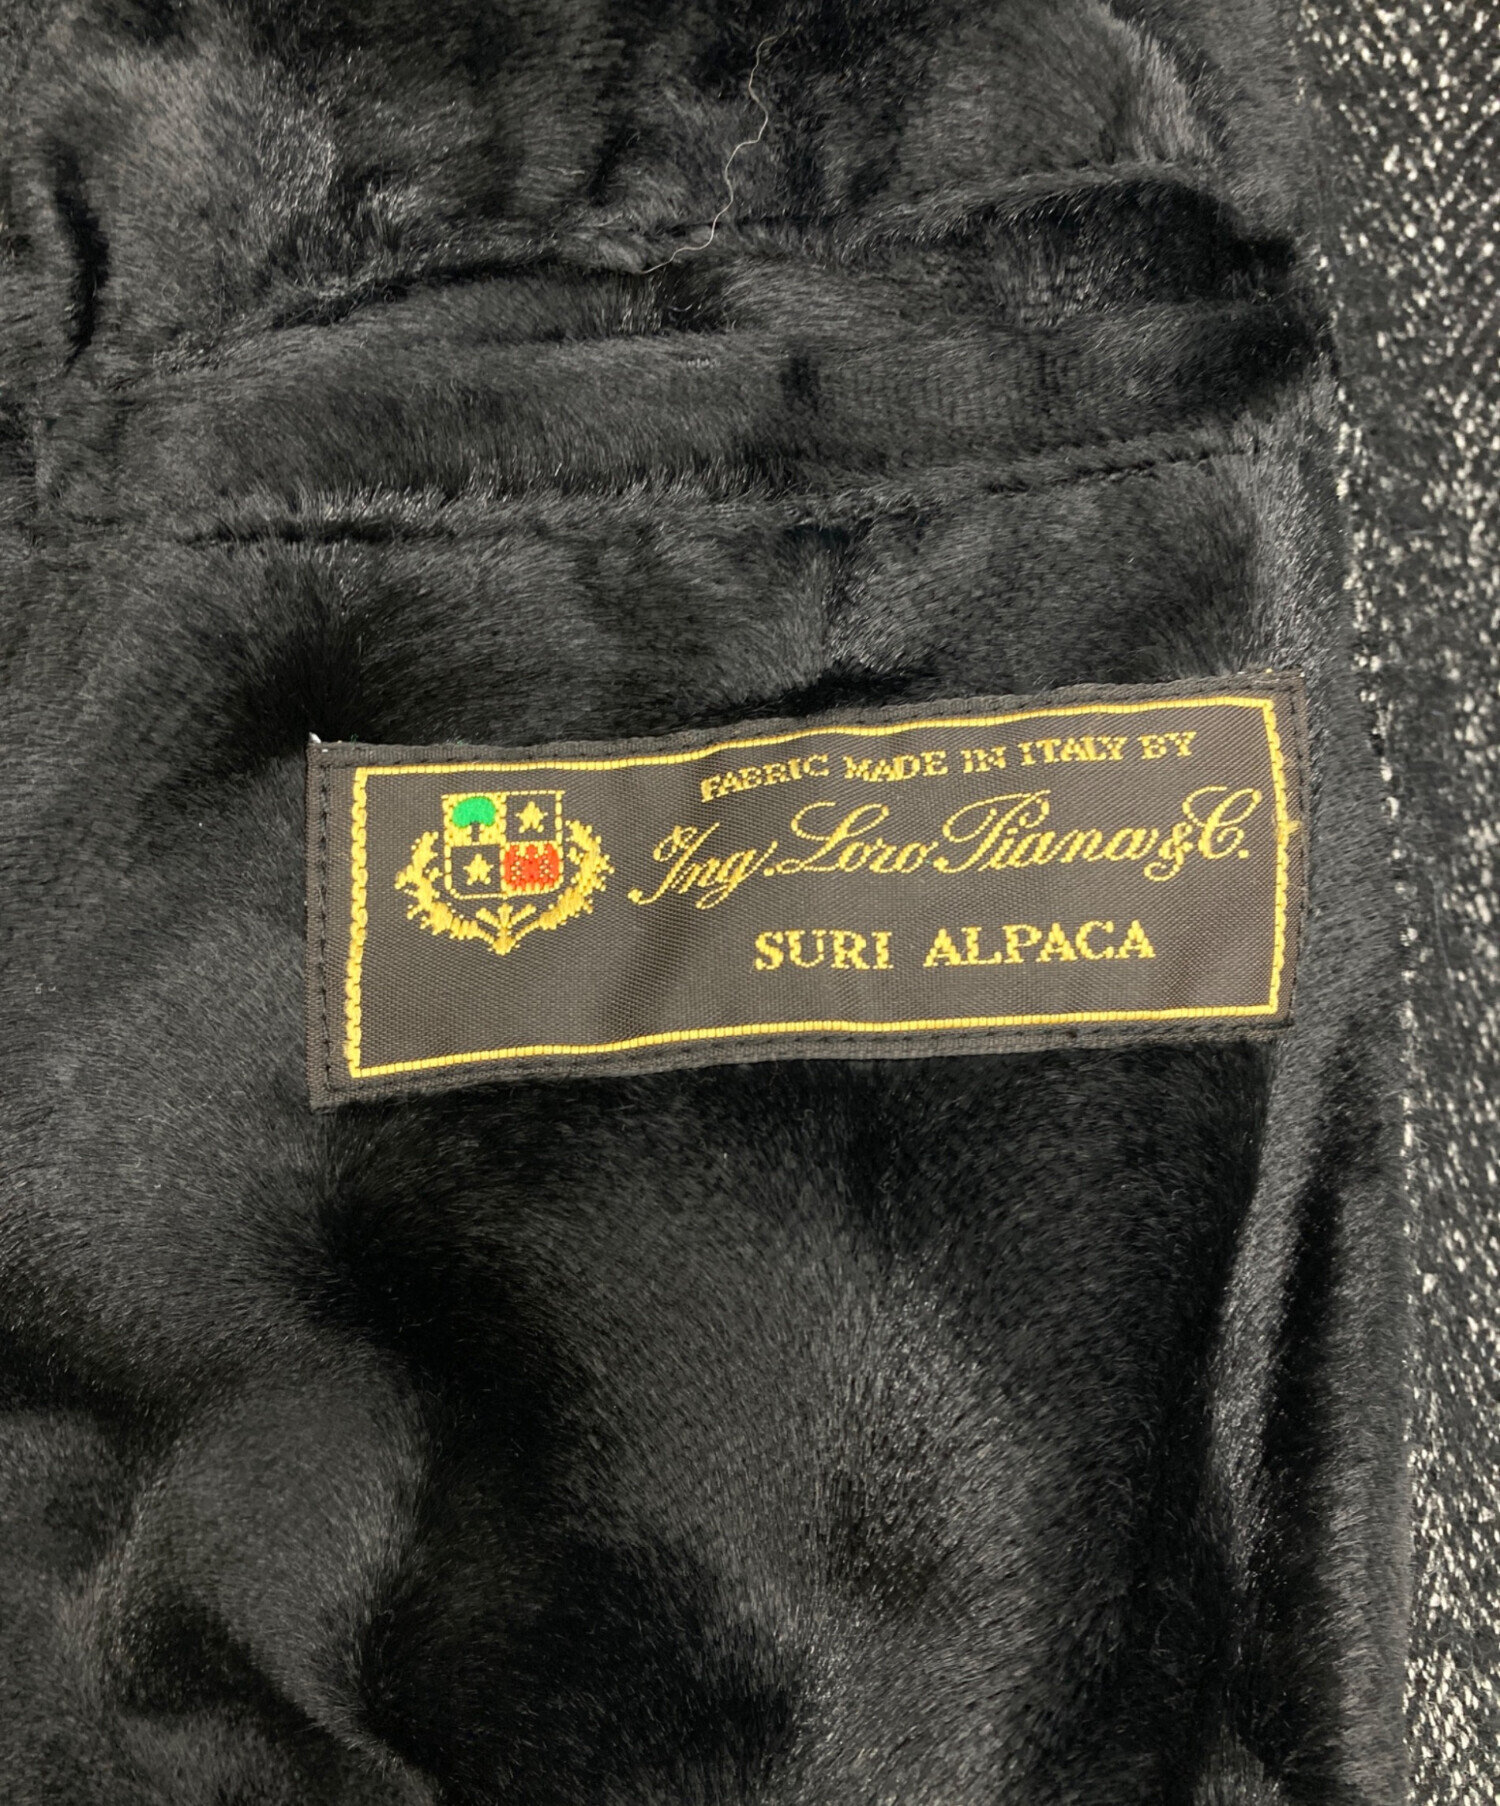 FABRIC MADE IN ITALY BY
Ing. Loro Piana & C.
SURI ALPACA